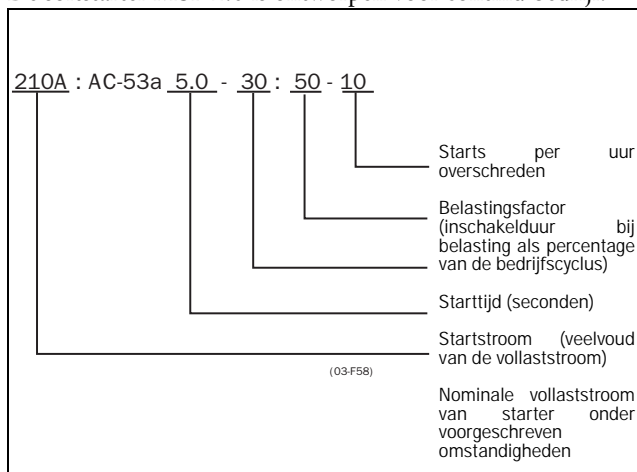 210A : AC-53a 5.0 - 30 : 50 - 10
Starts per uur
overschreden
Belastingsfactor
(inschakelduur bij
belasting als percentage
van de bedrijfscyclus)
Starttijd (seconden)
Startstroom (veelvoud
van de vollaststroom)
(03-F58)
Nominale vollaststroom
van starter onder
voorgeschreven
omstandigheden